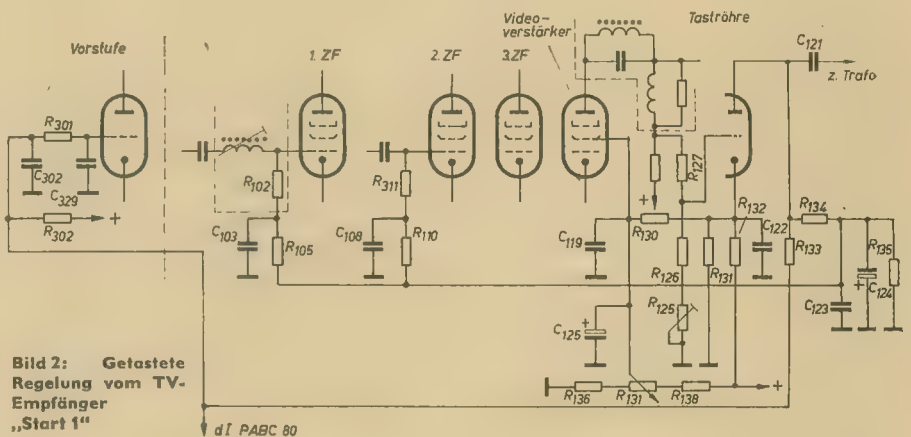 Vorstufe
1. ZF
2. ZF
3.ZF
Video-
verstärker
Taströhre
C121
z. Trafo
R301
C302
C329
R302
+
R102
C103
R105
R311
C108
R110
R127
C119
R130
R126
R131
R132
C122
R134
R133
R135
+
C124
C123
R125
C125
+
R136
R131
R138
+
+
Bild 2: Getastete
Regelung vom TV-
Empfänger
„Start 1"
d I PABC 80